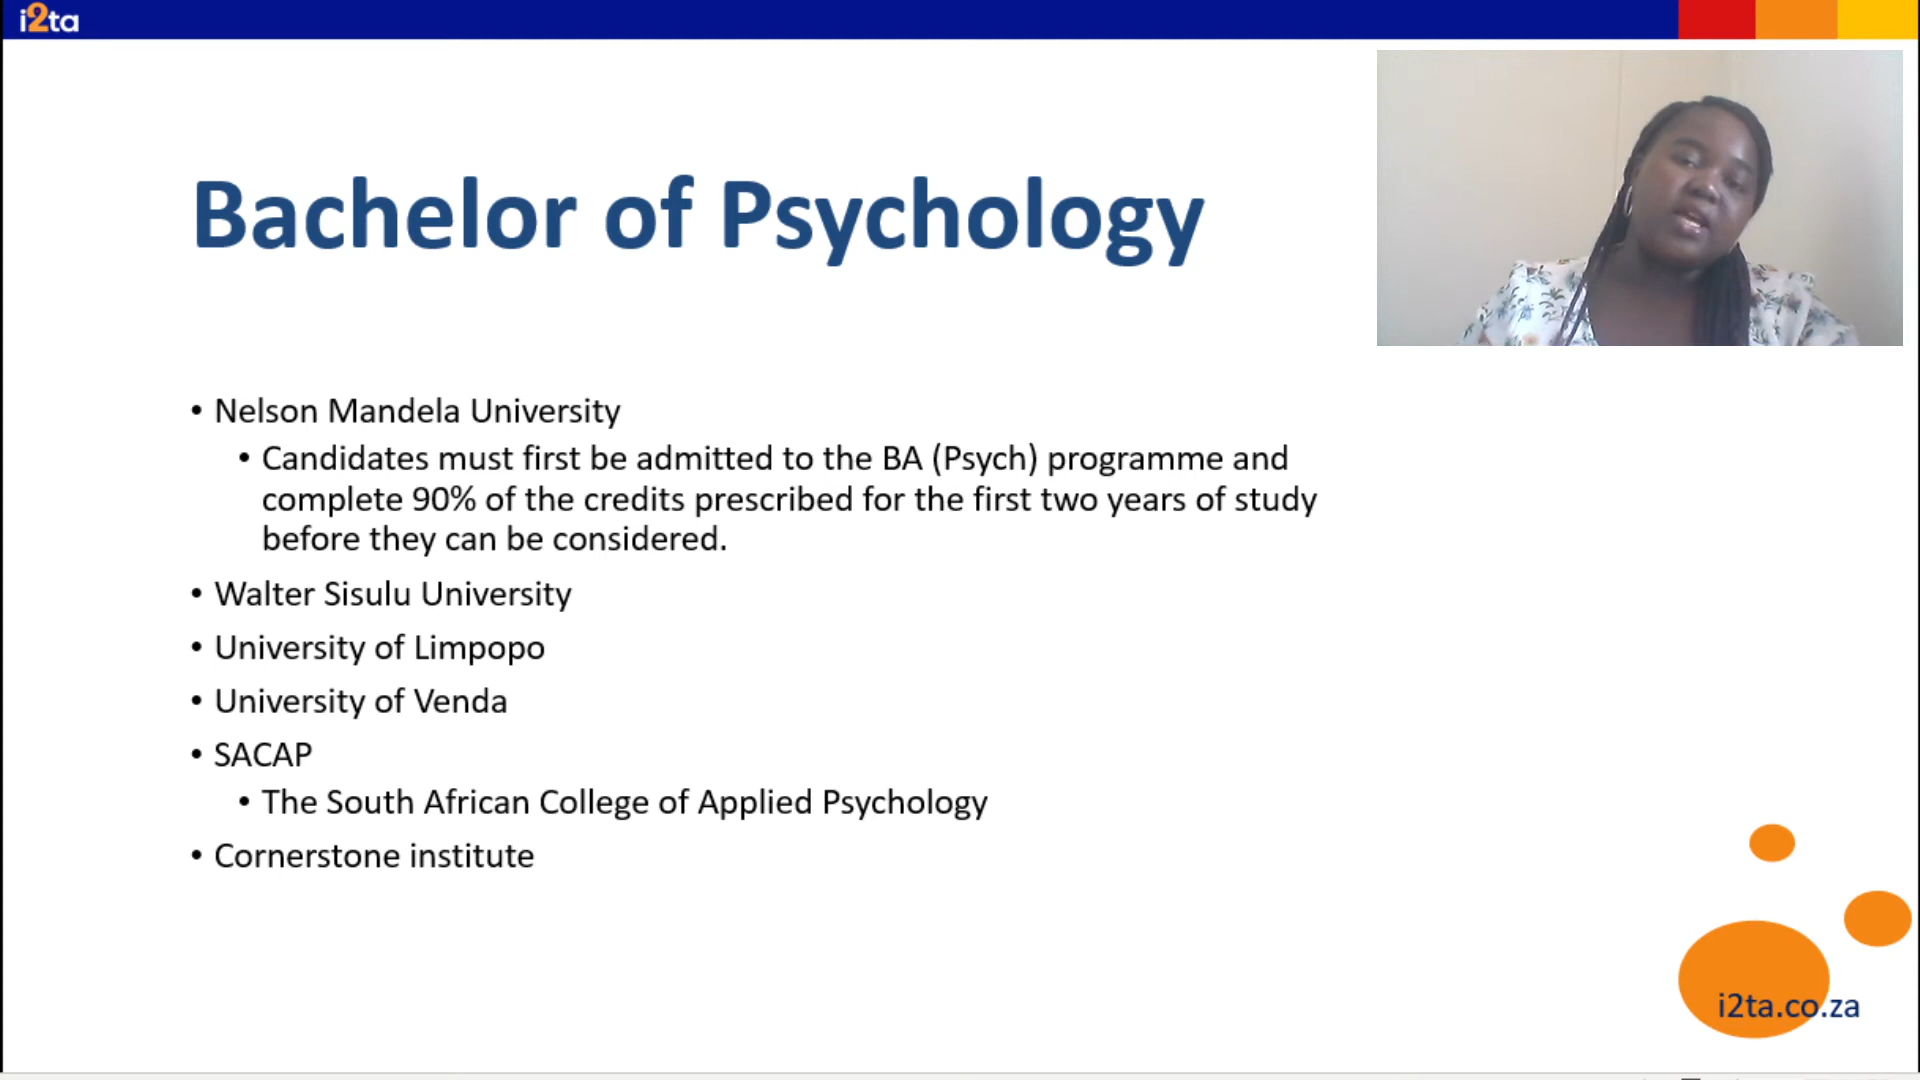 i2ta
Bachelor of Psychology
• Nelson Mandela University
• Candidates must first be admitted to the BA (Psych) programme and
complete 90% of the credits prescribed for the first two years of study
before they can be considered.
• Walter Sisulu University
• University of Limpopo
• University of Venda
• SACAP
• The South African College of Applied Psychology
• Cornerstone institute
i2ta.co.za